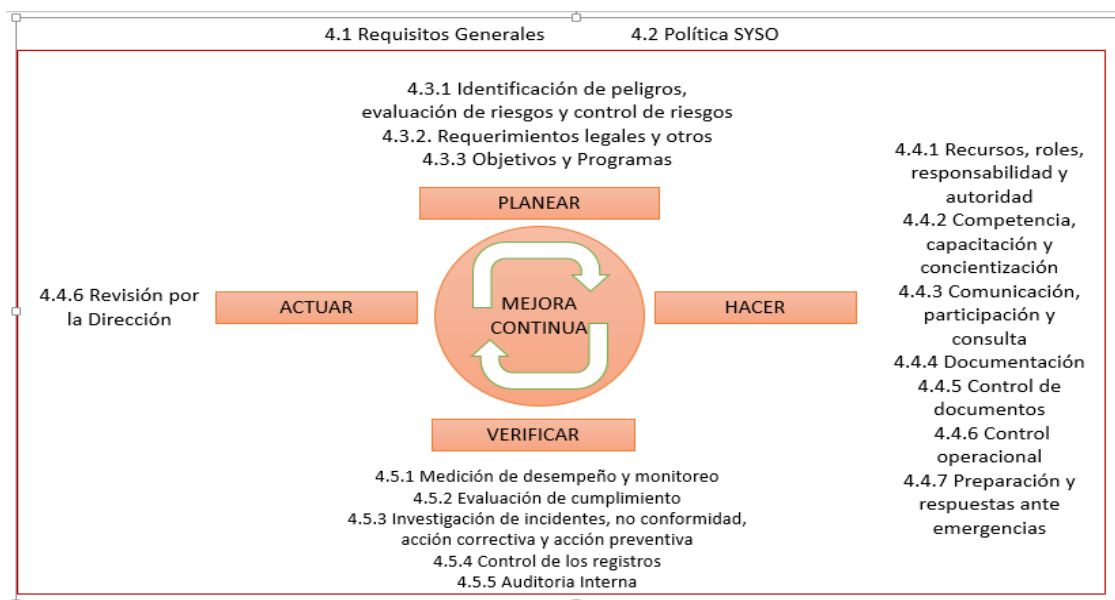 4.1 Requisitos Generales
4.2 Política SYSO
4.3.1 Identificación de peligros,
evaluación de riesgos y control de riesgos
4.3.2. Requerimientos legales y otros
4.3.3 Objetivos y Programas
PLANEAR
4.4.6 Revisión por
la Dirección
ACTUAR
MEJORA
CONTINUA
HACER
4.4.1 Recursos, roles,
responsabilidad y
autoridad
4.4.2 Competencia,
capacitación y
concientización
4.4.3 Comunicación,
participación y
consulta
4.4.4 Documentación
4.4.5 Control de
documentos
4.4.6 Control
operacional
4.4.7 Preparación y
respuestas ante
emergencias
VERIFICAR
4.5.1 Medición de desempeño y monitoreo
4.5.2 Evaluación de cumplimiento
4.5.3 Investigación de incidentes, no conformidad,
acción correctiva y acción preventiva
4.5.4 Control de los registros
4.5.5 Auditoria Interna